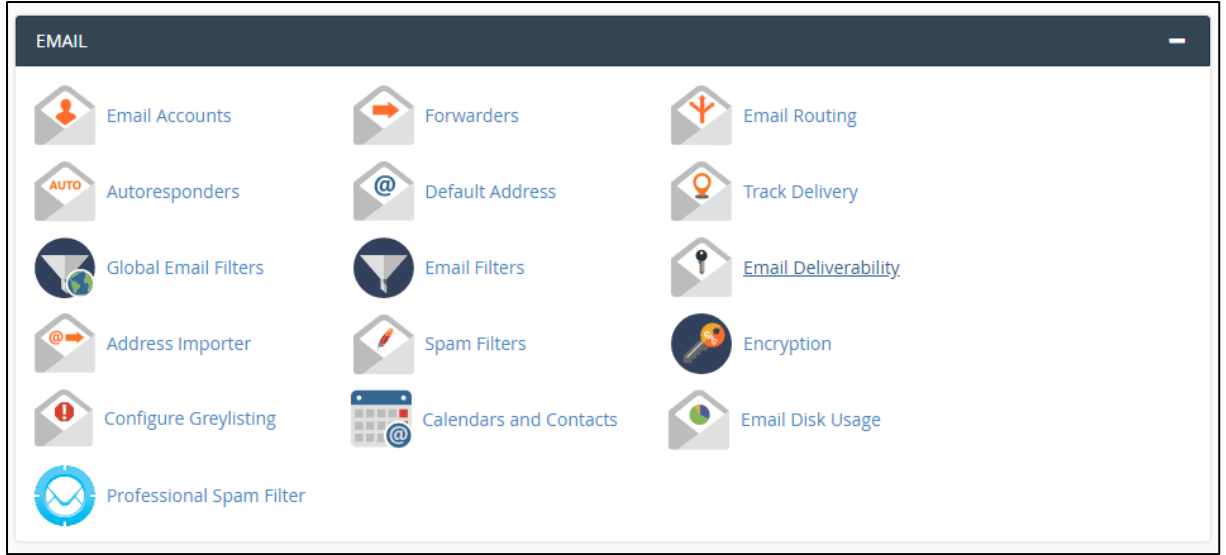 EMAIL
Email Accounts
Forwarders
Email Routing
AUTO
Autoresponders
@
Default Address
Track Delivery
Global Email Filters
Email Filters
Email Deliverability
@
Address Importer
Spam Filters
GPG
Encryption
!
Configure Greylisting
@
Calendars and Contacts
Email Disk Usage
Professional Spam Filter